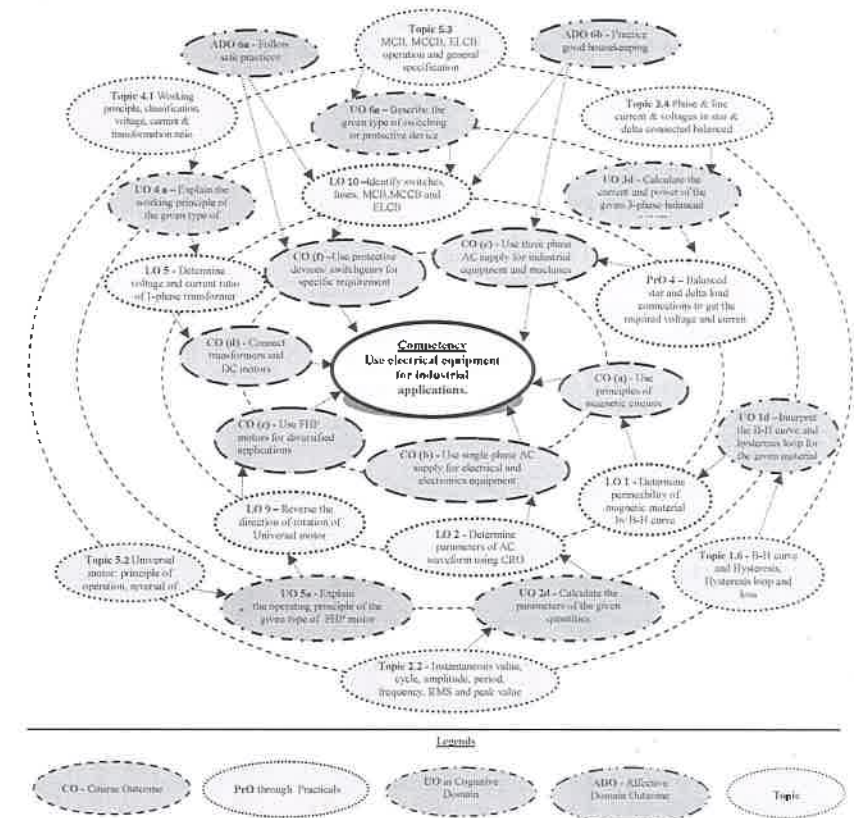 Topic 5.3
MCB, MCCB, ELCB
operation and general
specification
ADO 6a - Follow
safe practices
ADO 6b - Practice
good housekeeping
Topic 4.1 Working
principle, classification,
voltage, current &
transformation ratio
UO 6a - Describe the
given type of switching
or protective device
Topic 3.4 Phase & line
current & voltages in star &
delta connected balanced
UO 4 a - Explain the
working principle of
the given type of
LO 10 -Identify switches,
fuses, MCB,MCCB and
ELCB
UO 3d - Calculate the
current and power of the
given 3-phase balanced
LO 5 - Determine
voltage and current ratio
of 1-phase transformer
CO (f) - Use protective
devices/ switchgears for
specific requirement
CO (c) - Use three phase
AC supply for industrial
equipment and machines
PrO 4 – Balanced
star and delta load
connections to get the
required voltage and current
CO (d) - Connect
transformers and
DC motors
Competency
Use electrical equipment
for industrial
applications.
CO (a) - Use
principles of
magnetic circuits
CO (e) - Use FHP
motors for diversified
applications
CO (b) - Use single phase AC
supply for electrical and
electronics equipment
UO 1d - Interpret
the B-H curve and
hysteresis loop for
the given material
LO 9 – Reverse the
direction of rotation of
Universal motor
LO 2 - Determine
parameters of AC
waveform using CRO
LO 1 - Determine
permeability of
magnetic material
by B-H curve
Topic 5.2 Universal
motor: principle of
operation, reversal of
UO 5a - Explain
the operating principle of the
given type of FHP motor
UO 2d - Calculate the
parameters of the given
quantities
Topic 1.6 - B-H curve
and Hysteresis,
Hysteresis loop and
loss
Topic 2.2 - Instantaneous value,
cycle, amplitude, period,
frequency, RMS and peak value
Legends
CO - Course Outcome
PrO through Practicals
UO in Cognitive
Domain
ADO - Affective
Domain Outcome
Topic